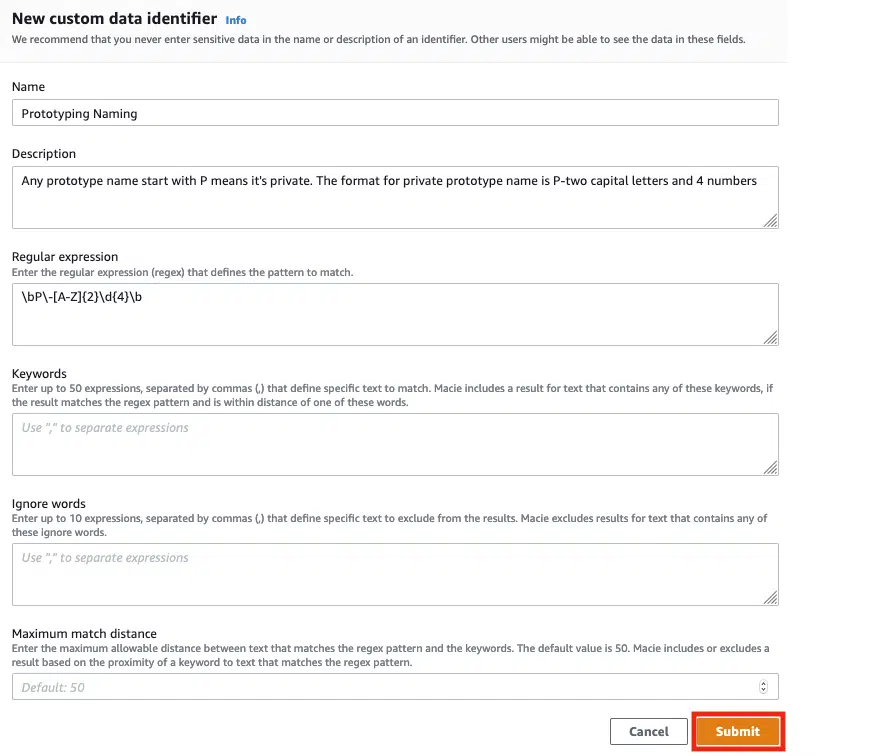 New custom data identifier Info
We recommend that you never enter sensitive data in the name or description of an identifier. Other users might be able to see the data in these fields.
Name
Prototyping Naming
Description
Any prototype name start with P means it's private. The format for private prototype name is P-two capital letters and 4 numbers
Regular expression
Enter the regular expression (regex) that defines the pattern to match.
\bP\-[A-Z]{2}\d{4}\b
Keywords
Enter up to 50 expressions, separated by commas (,) that define specific text to match. Macie includes a result for text that contains any of these keywords, if
the result matches the regex pattern and is within distance of one of these words.
Use "," to separate expressions
Ignore words
Enter up to 10 expressions, separated by commas (,) that define specific text to exclude from the results. Macie excludes results for text that contains any of
these ignore words.
Use "," to separate expressions
Maximum match distance
Enter the maximum allowable distance between text that matches the regex pattern and the keywords. The default value is 50. Macie includes or excludes a
result based on the proximity of a keyword to text that matches the regex pattern.
Default: 50
Cancel Submit